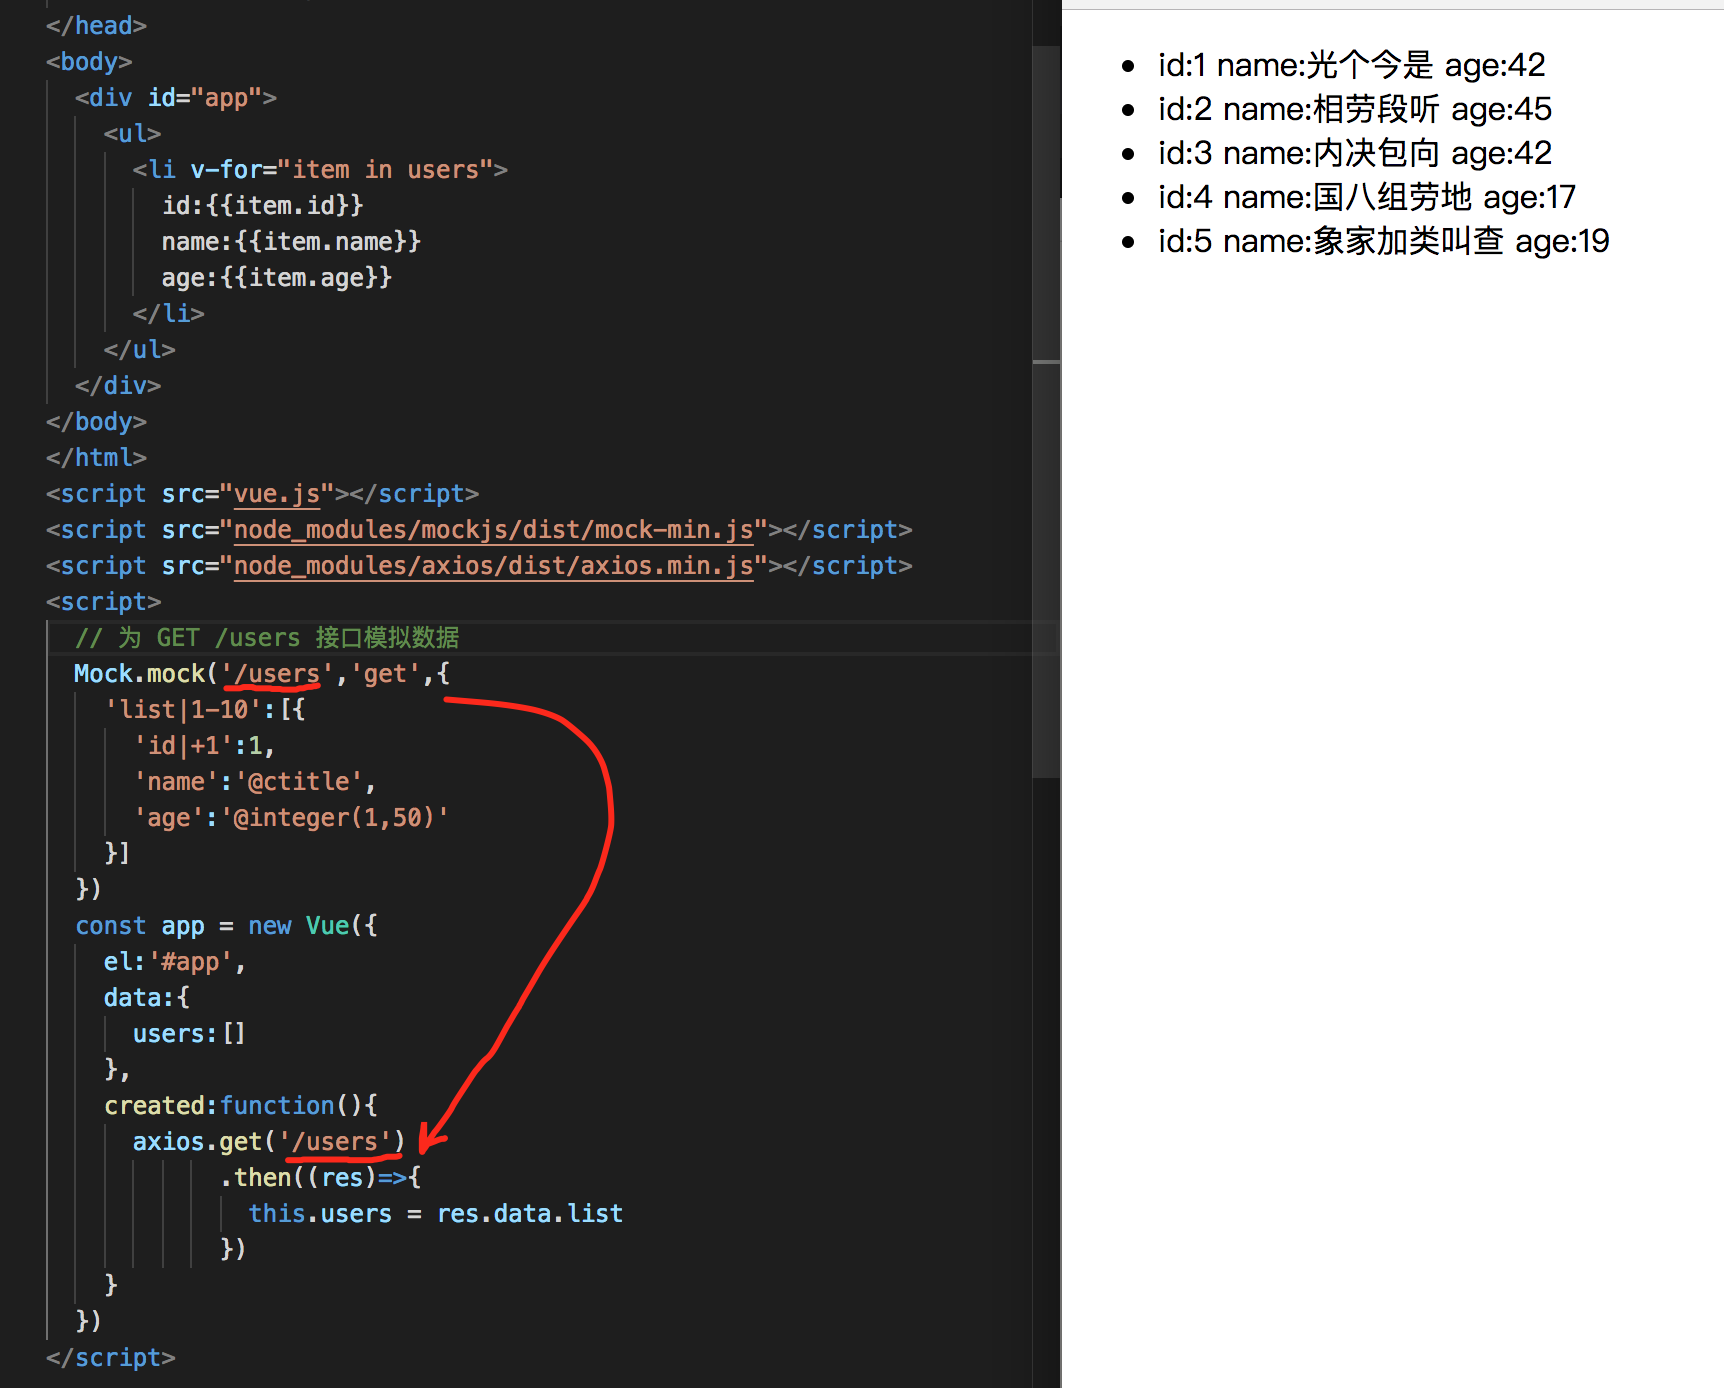 </head>
<body>
<div id="app">
<ul>
<li v-for="item in users">
id:{{item.id}}
name:{{item.name}}
age:{{item.age}}
</li>
</ul>
</div>
</body>
</html>
<script src="vue.js"></script>
<script src="node_modules/mockjs/dist/mock-min.js"></script>
<script src="node_modules/axios/dist/axios.min.js"></script>
<script>
// 为 GET /users 接口模拟数据
Mock.mock('/users','get',{
'list|1-10':[{
'id|+1':1,
'name':'@ctitle',
'age':'@integer(1,50)'
}]
})
const app = new Vue({
el:'#app',
data:{
users:[]
},
created:function(){
axios.get('/users')
.then((res)=>{
this.users = res.data.list
})
}
})
</script>
id:1 name:光个今是 age:42
id:2 name:相劳段听 age:45
id:3 name:内决包向 age:42
id:4 name:国八组劳地 age:17
id:5 name:象家加类叫查 age:19